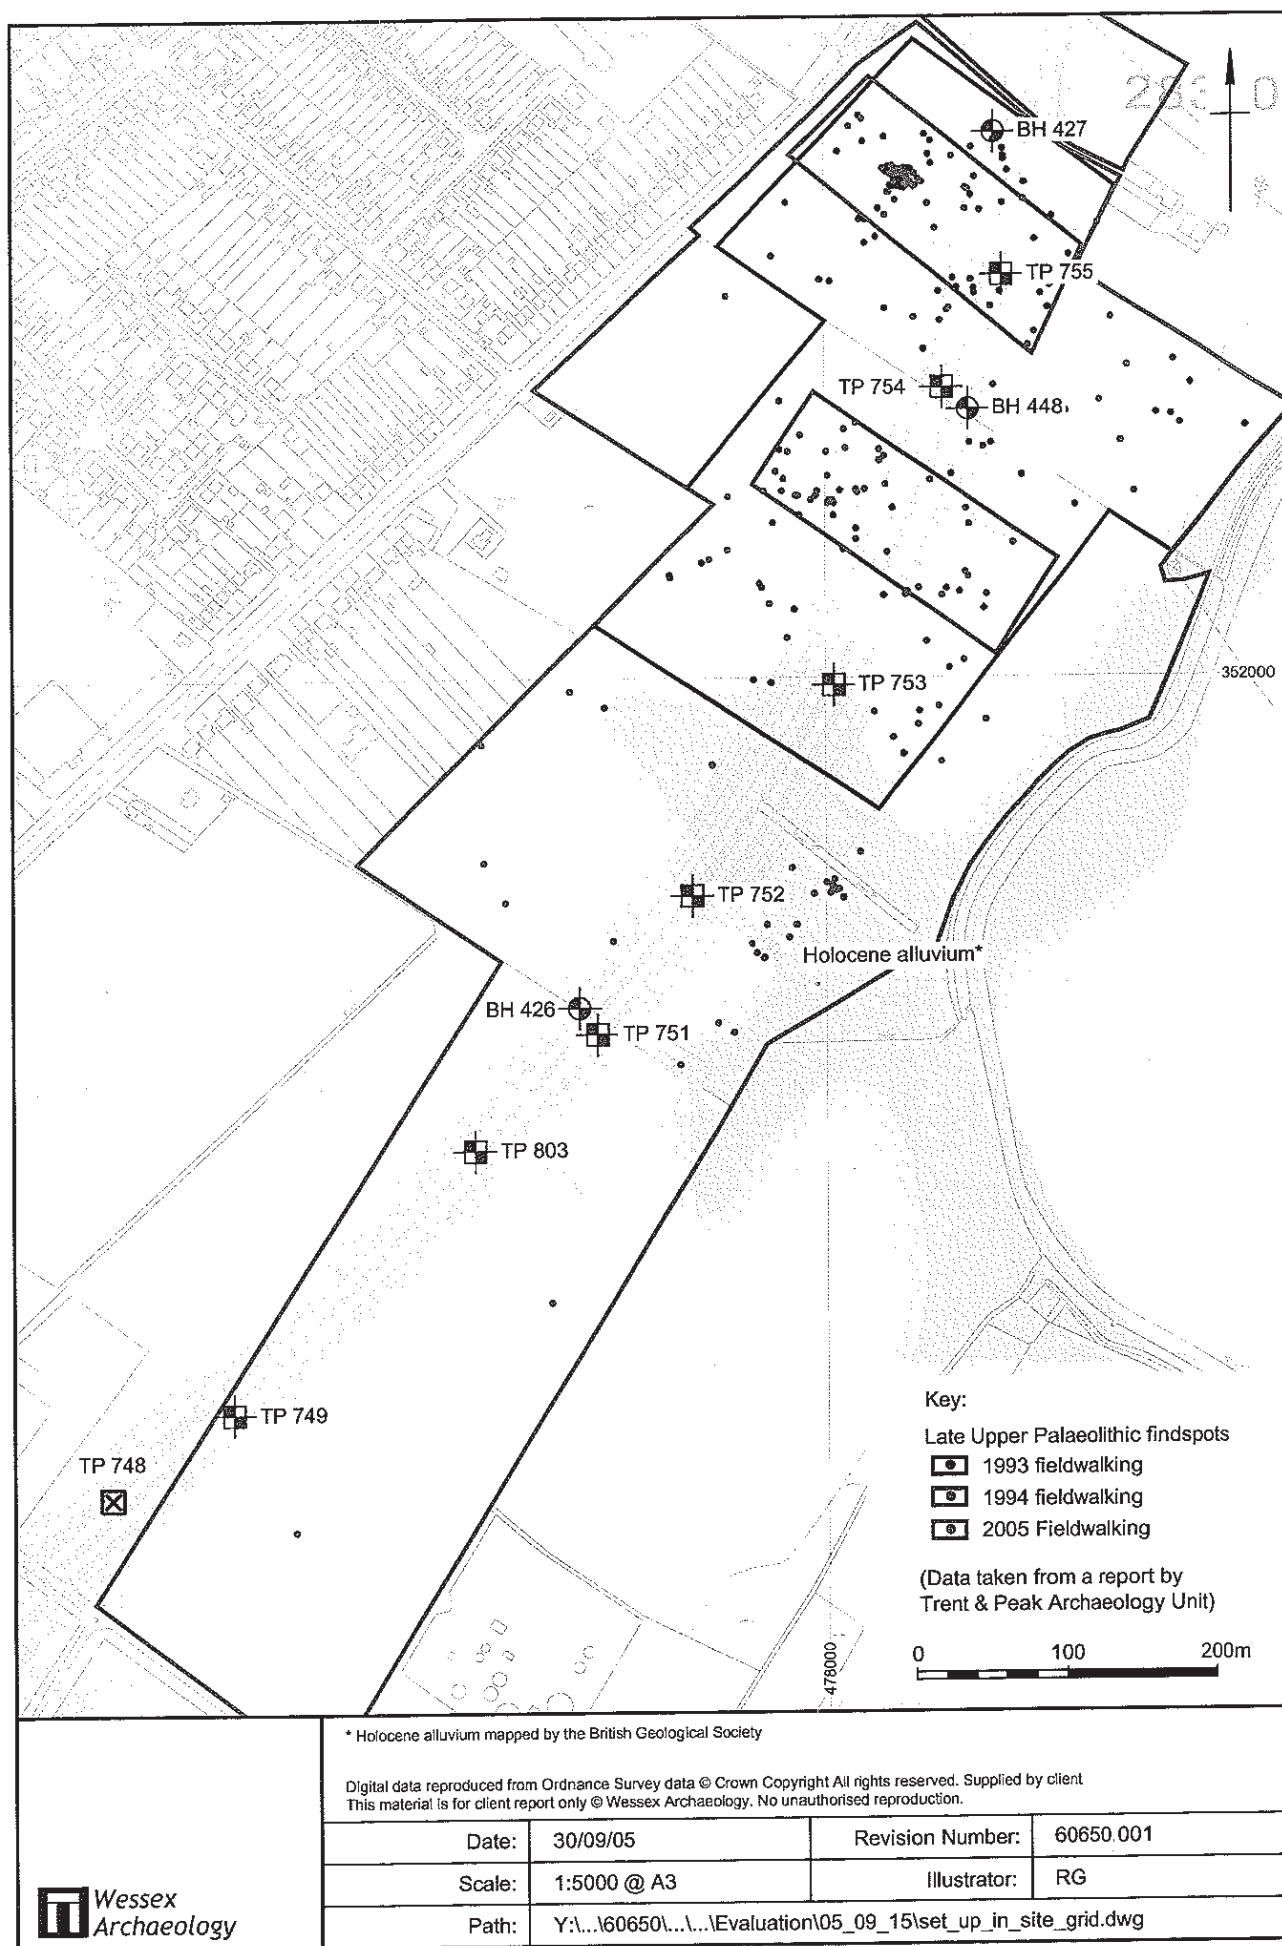 BH 427
TP 755
TP 754
BH 448
352000
TP 753
TP 752
Holocene alluvium*
BH 426
TP 751
TP 803
TP 749
TP 748
Key:
Late Upper Palaeolithic findspots
1993 fieldwalking
1994 fieldwalking
2005 Fieldwalking
(Data taken from a report by
Trent & Peak Archaeology Unit)
0 100 200m
478000
* Holocene alluvium mapped by the British Geological Society
Digital data reproduced from Ordnance Survey data © Crown Copyright All rights reserved. Supplied by client
This material is for client report only © Wessex Archaeology. No unauthorised reproduction.
Date: 30/09/05 Revision Number: 60650.001
Scale: 1:5000 @ A3 Illustrator: RG
Path: Y:\...\60650\...\...\Evaluation\05_09_15\set_up_in_site_grid.dwg
Wessex
Archaeology